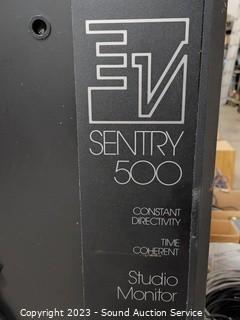 EV
SENTRY
500
CONSTANT
DIRECTIVITY
TIME
COHERENT
Studio
Monitor
Copyright 2023 - Sound Auction Service